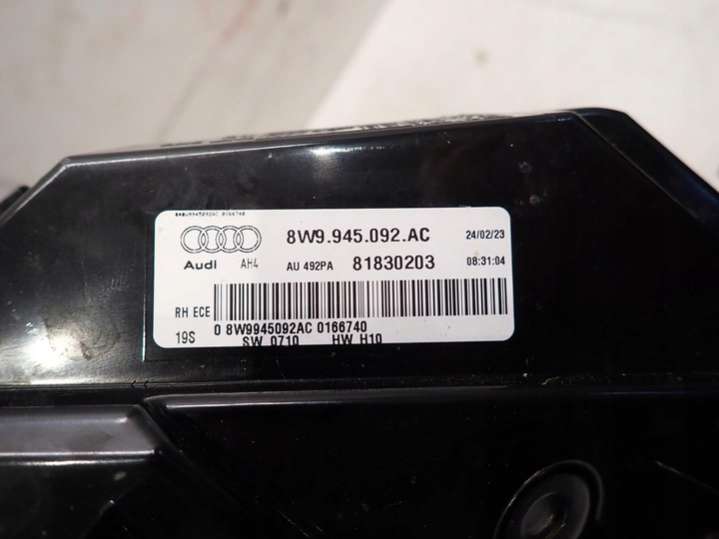 8W9.945.092.AC 24/02/23
Audi AH4 AU 492PA 81830203 08:31:04
RH ECE
19S 0 8W9945092AC 0166740
SW 0710 HW H10